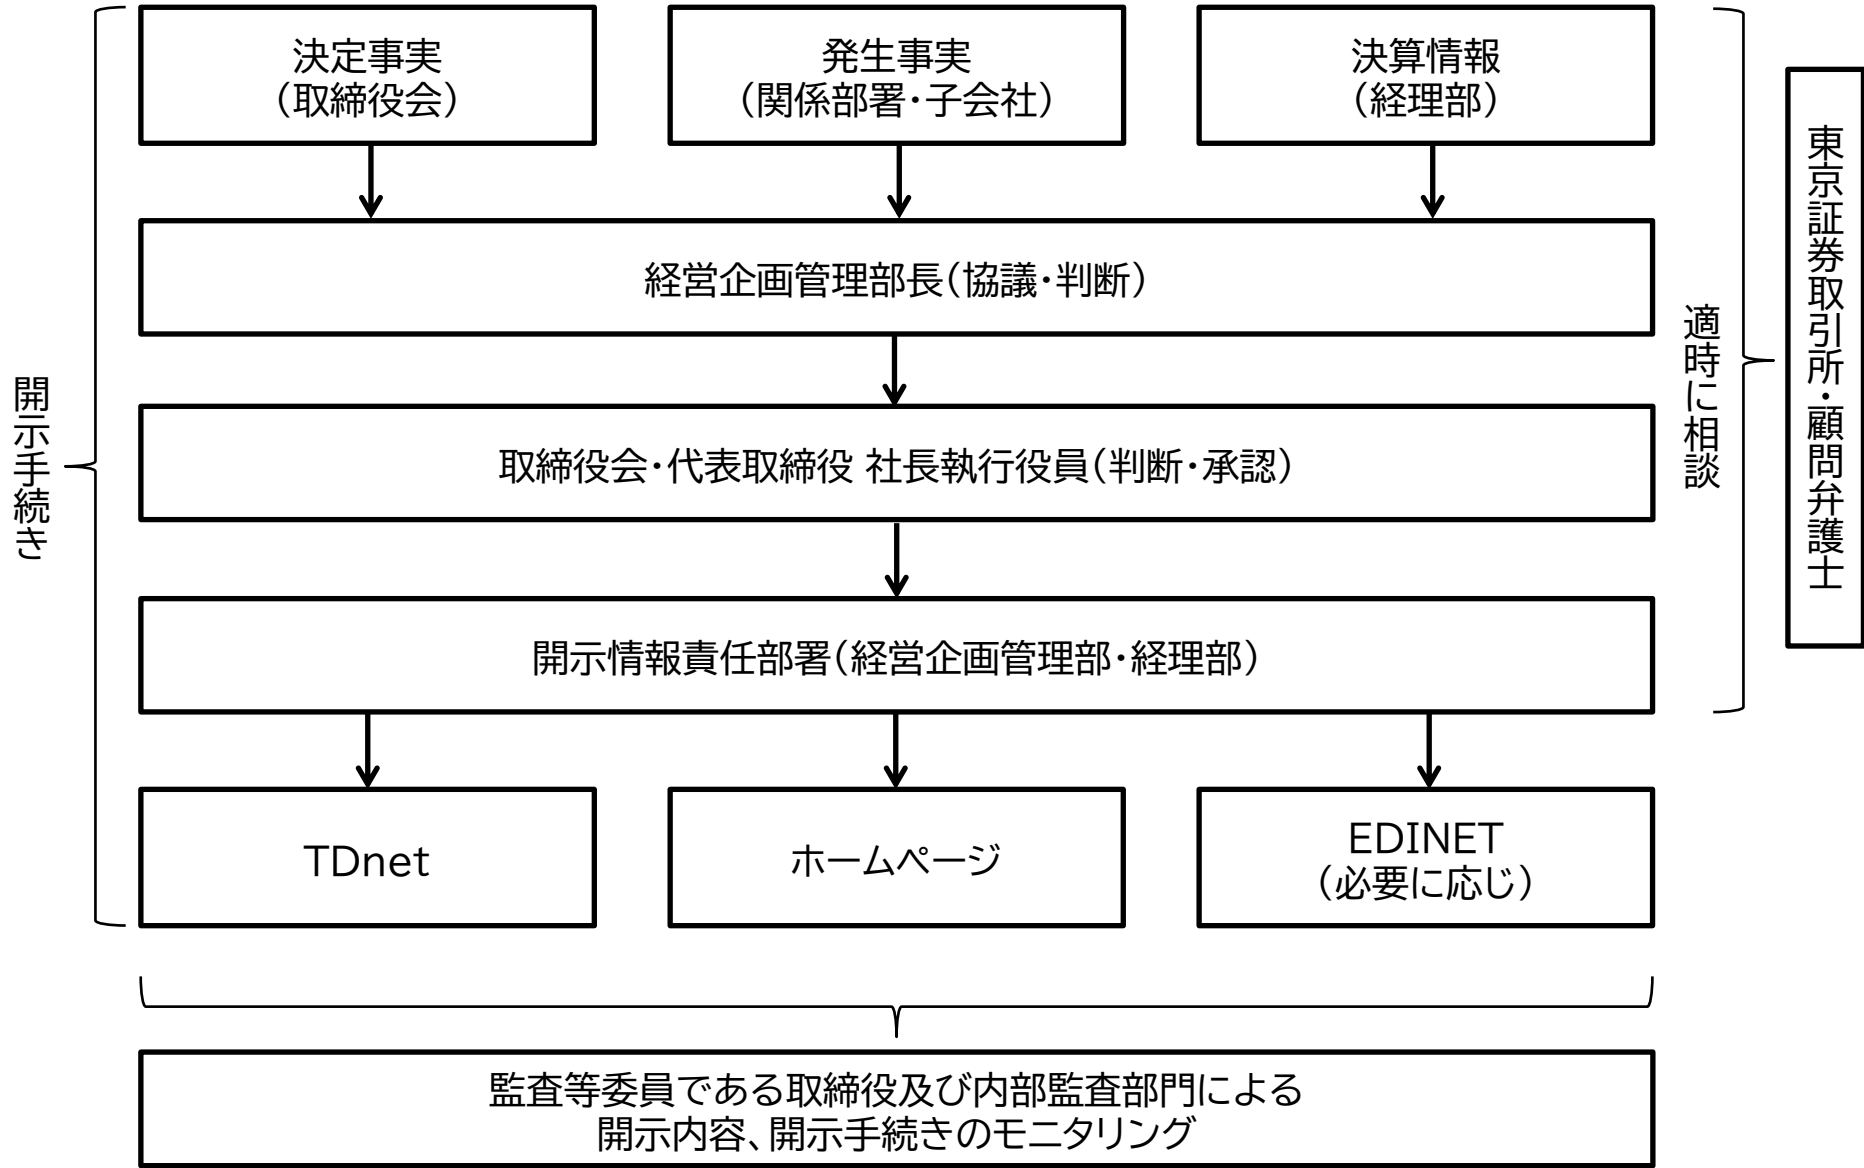 決定事実
(取締役会)
発生事実
(関係部署・子会社)
決算情報
(経理部)
経営企画管理部長(協議・判断)
取締役会・代表取締役 社長執行役員(判断・承認)
開示情報責任部署(経営企画管理部・経理部)
TDnet
ホームページ
EDINET
(必要に応じ)
監査等委員である取締役及び内部監査部門による
開示内容、開示手続きのモニタリング
開示手続き
適時に相談
東京証券取引所・顧問弁護士